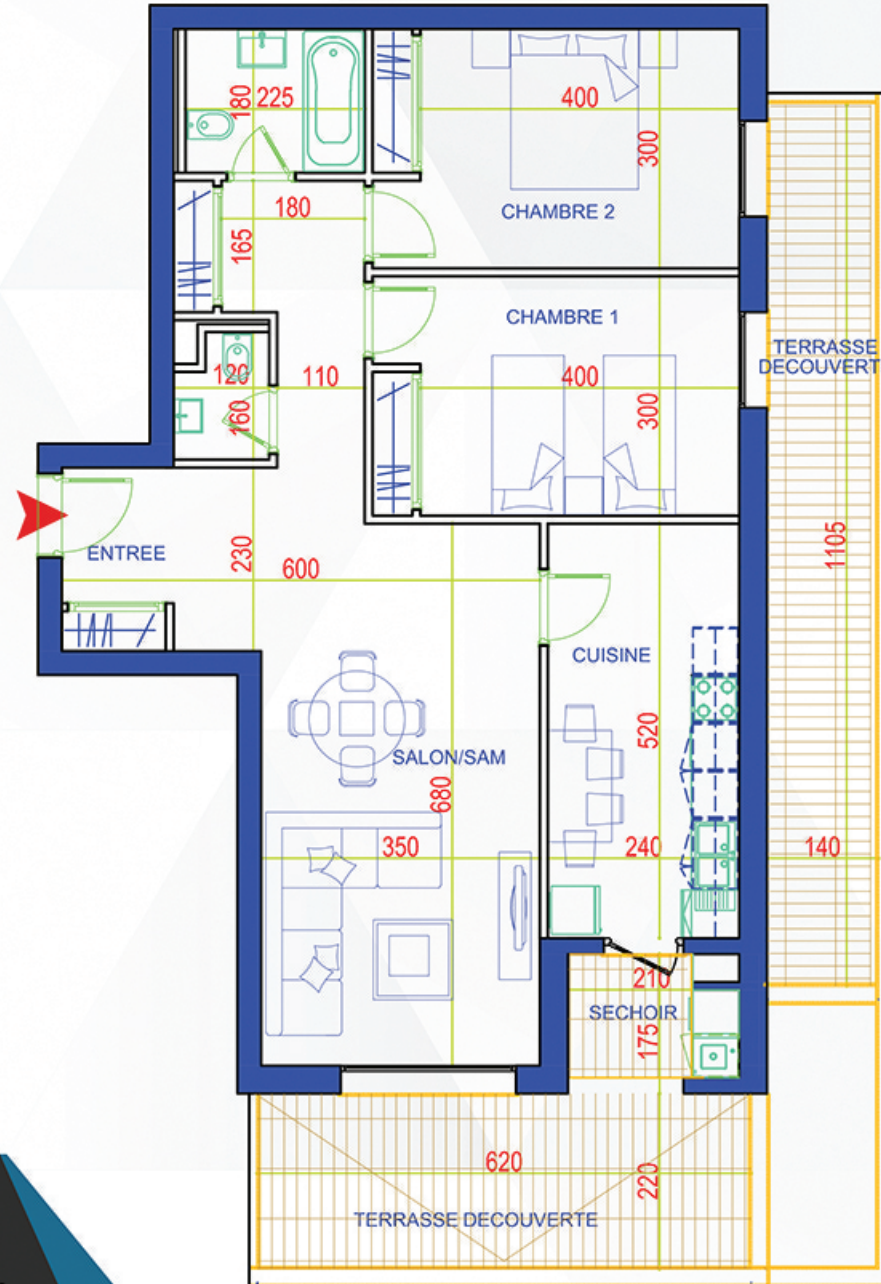 180
225
400
300
180
CHAMBRE 2
165
CHAMBRE 1
TERRASSE
DECOUVERT
120
110
400
160
300
ENTREE
230
600
1105
CUISINE
520
SALON/SAM
680
350
240
140
210
SECHOIR
175
620
220
TERRASSE DECOUVERTE